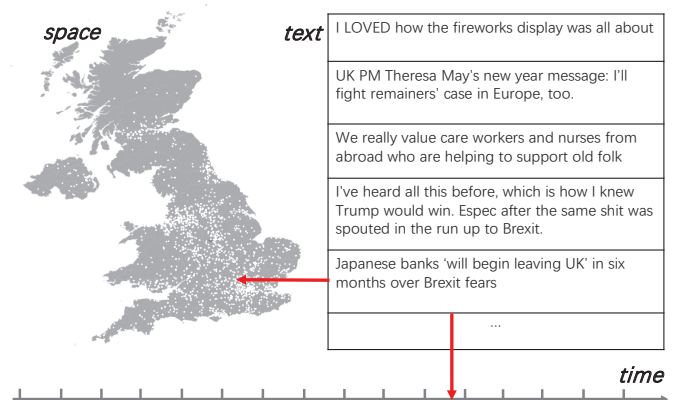 space
text
I LOVED how the fireworks display was all about
UK PM Theresa May's new year message: I'll
fight remainers' case in Europe, too.
We really value care workers and nurses from
abroad who are helping to support old folk
I've heard all this before, which is how I knew
Trump would win. Espec after the same shit was
spouted in the run up to Brexit.
Japanese banks 'will begin leaving UK' in six
months over Brexit fears
...
time